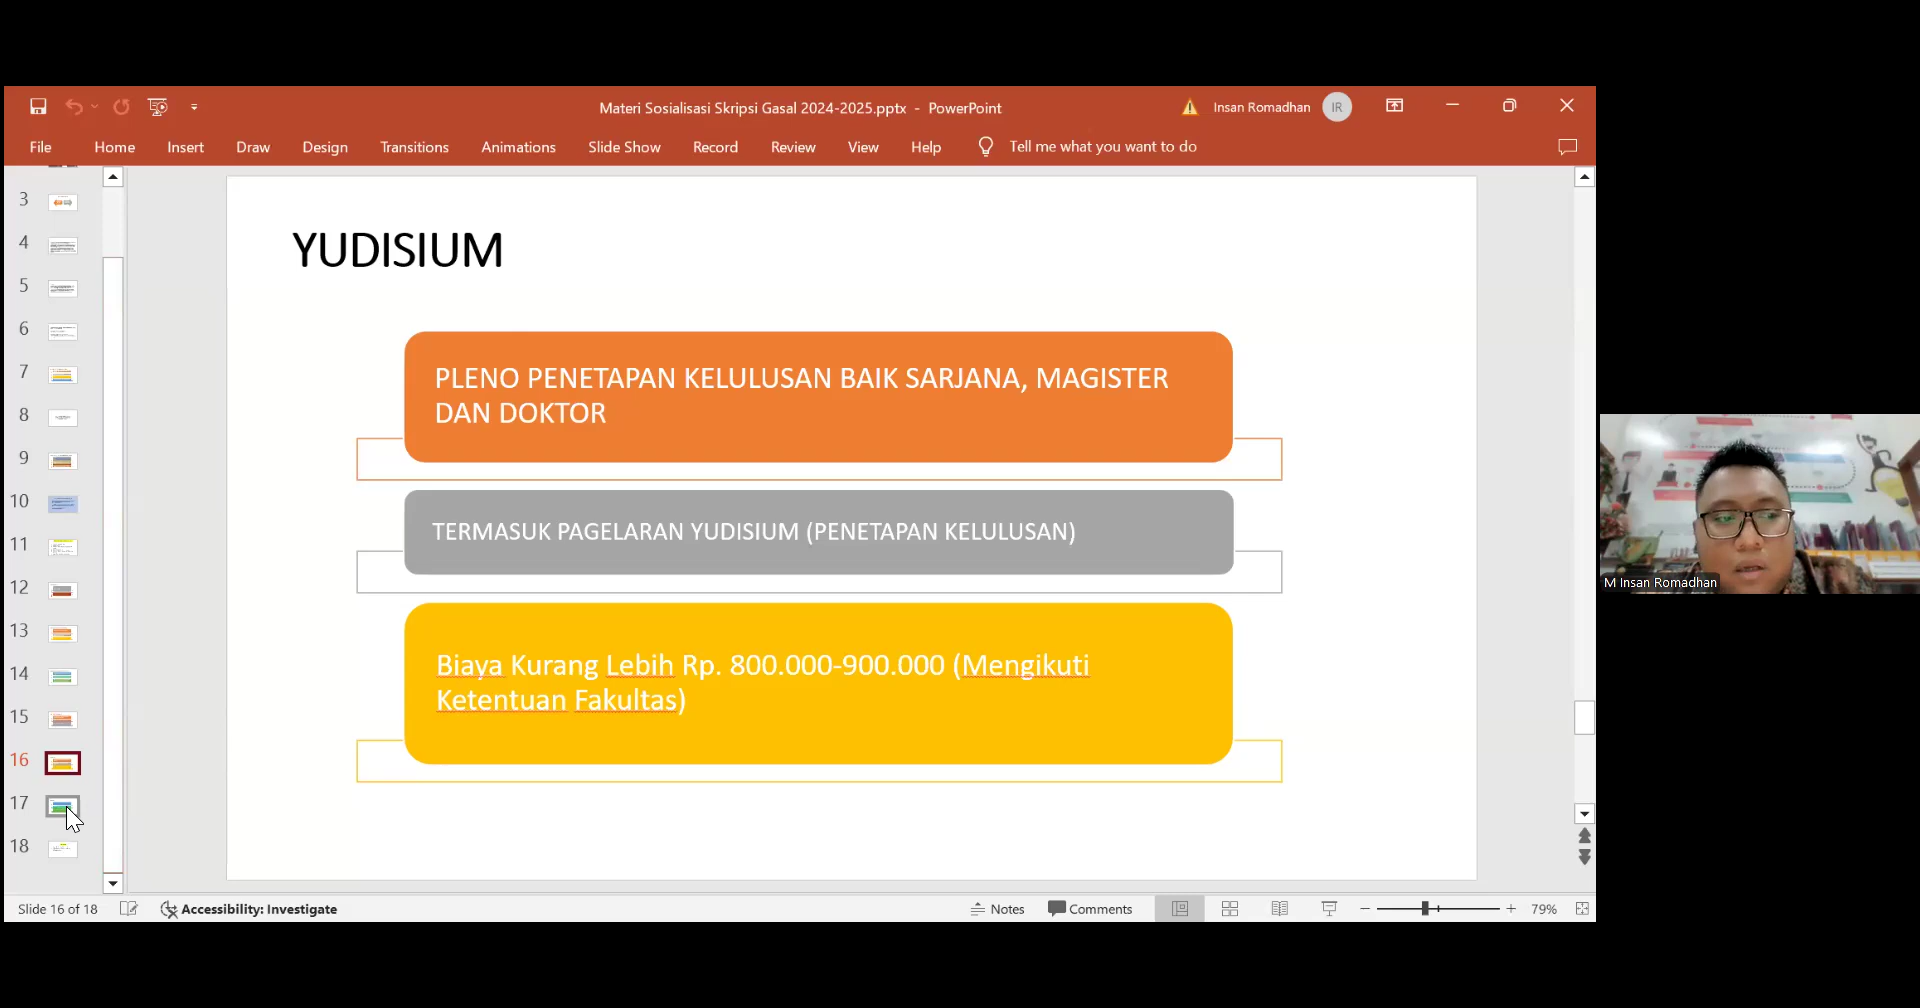 Materi Sosialisasi Skripsi Gasal 2024-2025.pptx - PowerPoint
Insan Romadhan
IR
File Home Insert Draw Design Transitions Animations Slide Show Record Review View Help Tell me what you want to do
3
4
5
6
7
8
9
10
11
12
13
14
15
16
17
18
YUDISIUM
PLENO PENETAPAN KELULUSAN BAIK SARJANA, MAGISTER
DAN DOKTOR
TERMASUK PAGELARAN YUDISIUM (PENETAPAN KELULUSAN)
Biaya Kurang Lebih Rp. 800.000-900.000 (Mengikuti
Ketentuan Fakultas)
M Insan Romadhan
Slide 16 of 18
Accessibility: Investigate
Notes
Comments
79%